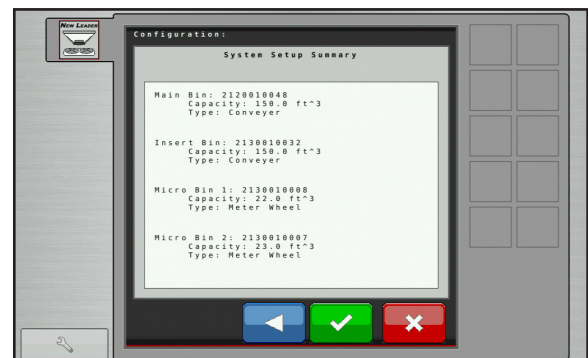 New Leader
Configuration:
System Setup Summary
Main Bin: 2120010048
Capacity: 150.0 ft^3
Type: Conveyer
Insert Bin: 2130010032
Capacity: 150.0 ft^3
Type: Conveyer
Micro Bin 1: 2130010008
Capacity: 22.0 ft^3
Type: Meter Wheel
Micro Bin 2: 2130010007
Capacity: 23.0 ft^3
Type: Meter Wheel